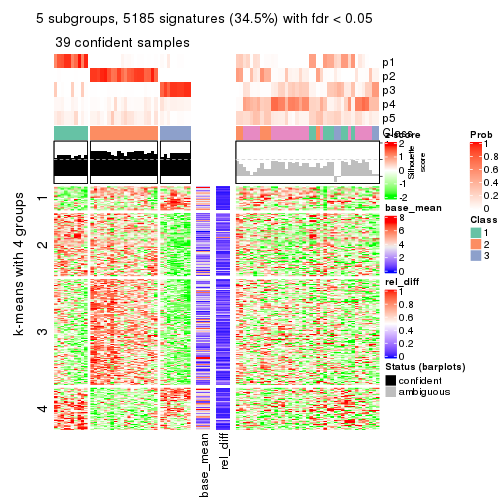 5 subgroups, 5185 signatures (34.5%) with fdr < 0.05
39 confident samples
p1
p2
p3
p4
p5
Class
z-score
2
1
0
-1
-2
Silhouette
score
base_mean
8
6
4
2
0
rel_diff
1
0.8
0.6
0.4
0.2
0
Status (barplots)
confident
ambiguous
Prob
1
0.8
0.6
0.4
0.2
0
Class
1
2
3
k-means with 4 groups
1
2
3
4
base_mean
rel_diff